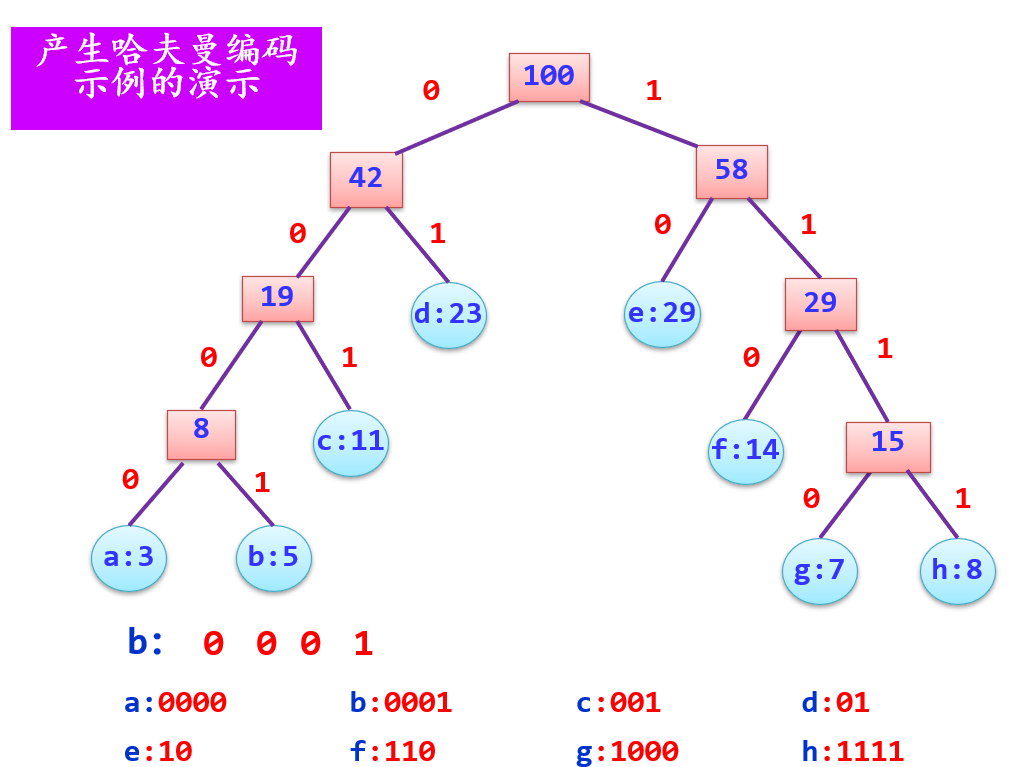 产生哈夫曼编码
示例的演示
100
0 1
42 58
0 1 0 1
19 d:23 e:29 29
0 1 0 1
8 c:11 f:14 15
0 1 0 1
a:3 b:5 g:7 h:8
b: 0 0 0 1
a:0000 b:0001 c:001 d:01
e:10 f:110 g:1000 h:1111